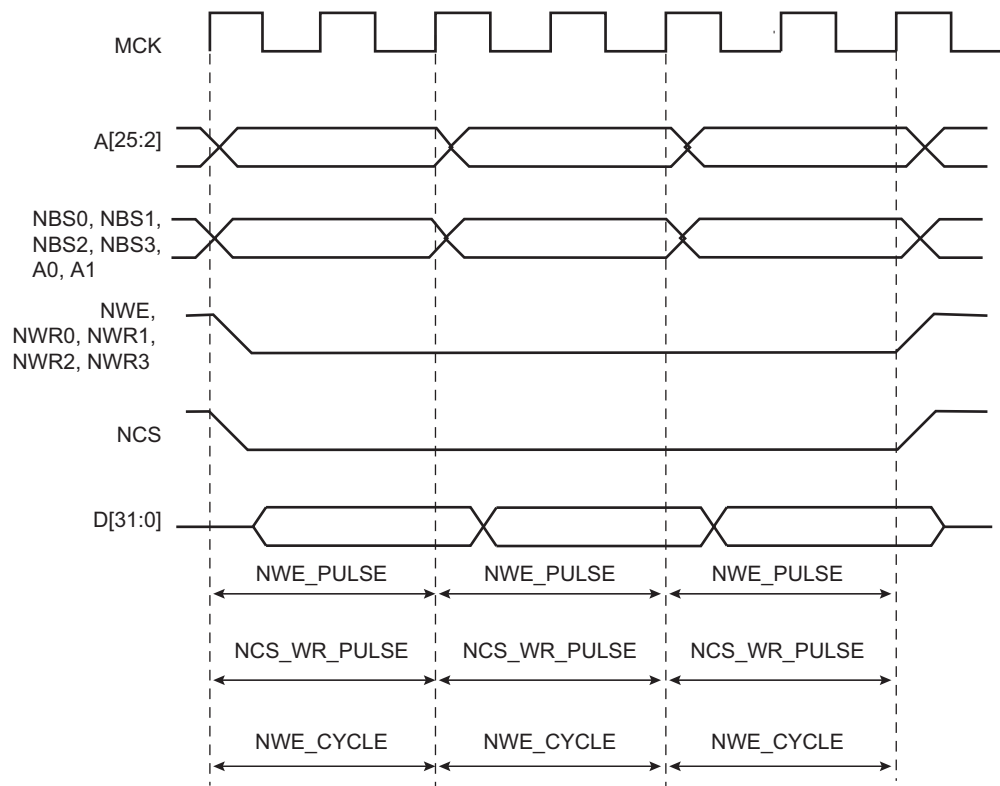 MCK
A[25:2]
NBS0, NBS1,
NBS2, NBS3,
A0, A1
NWE,
NWR0, NWR1,
NWR2, NWR3
NCS
D[31:0]
NWE_PULSE NWE_PULSE NWE_PULSE
NCS_WR_PULSE NCS_WR_PULSE NCS_WR_PULSE
NWE_CYCLE NWE_CYCLE NWE_CYCLE